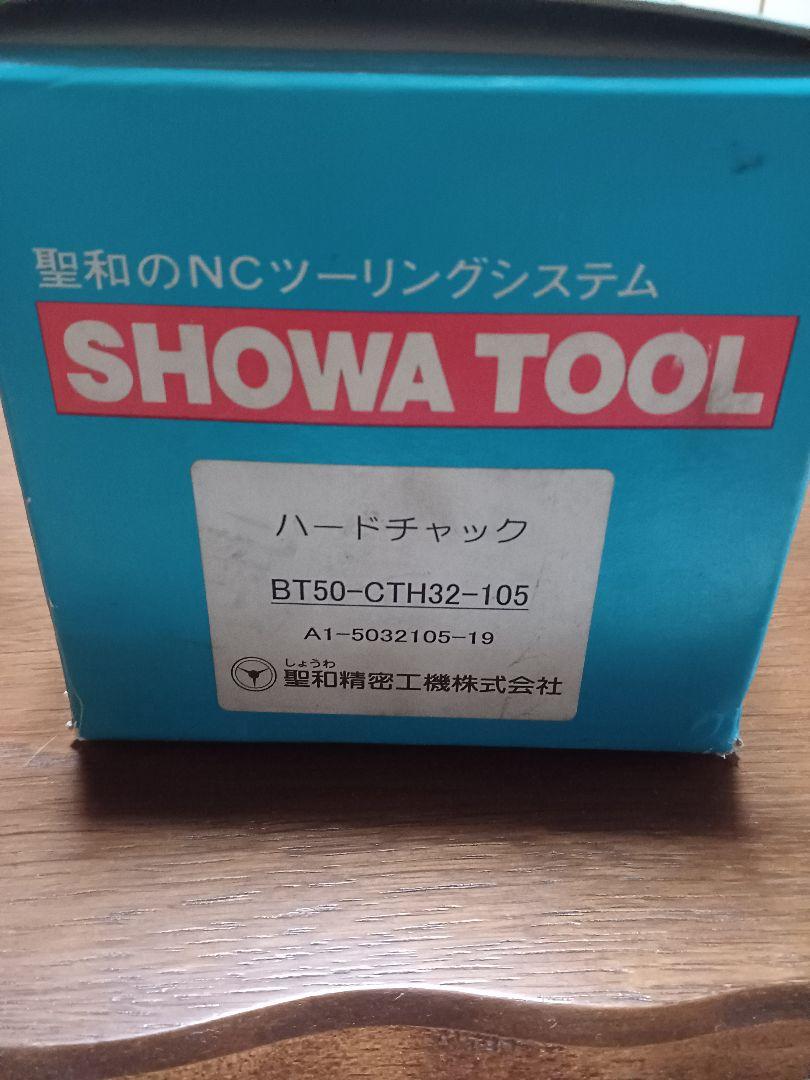 聖和のNCツーリングシステム
SHOWA TOOL
ハードチャック
BT50-CTH32-105
A1-5032105-19
しょうわ
聖和精密工機株式会社